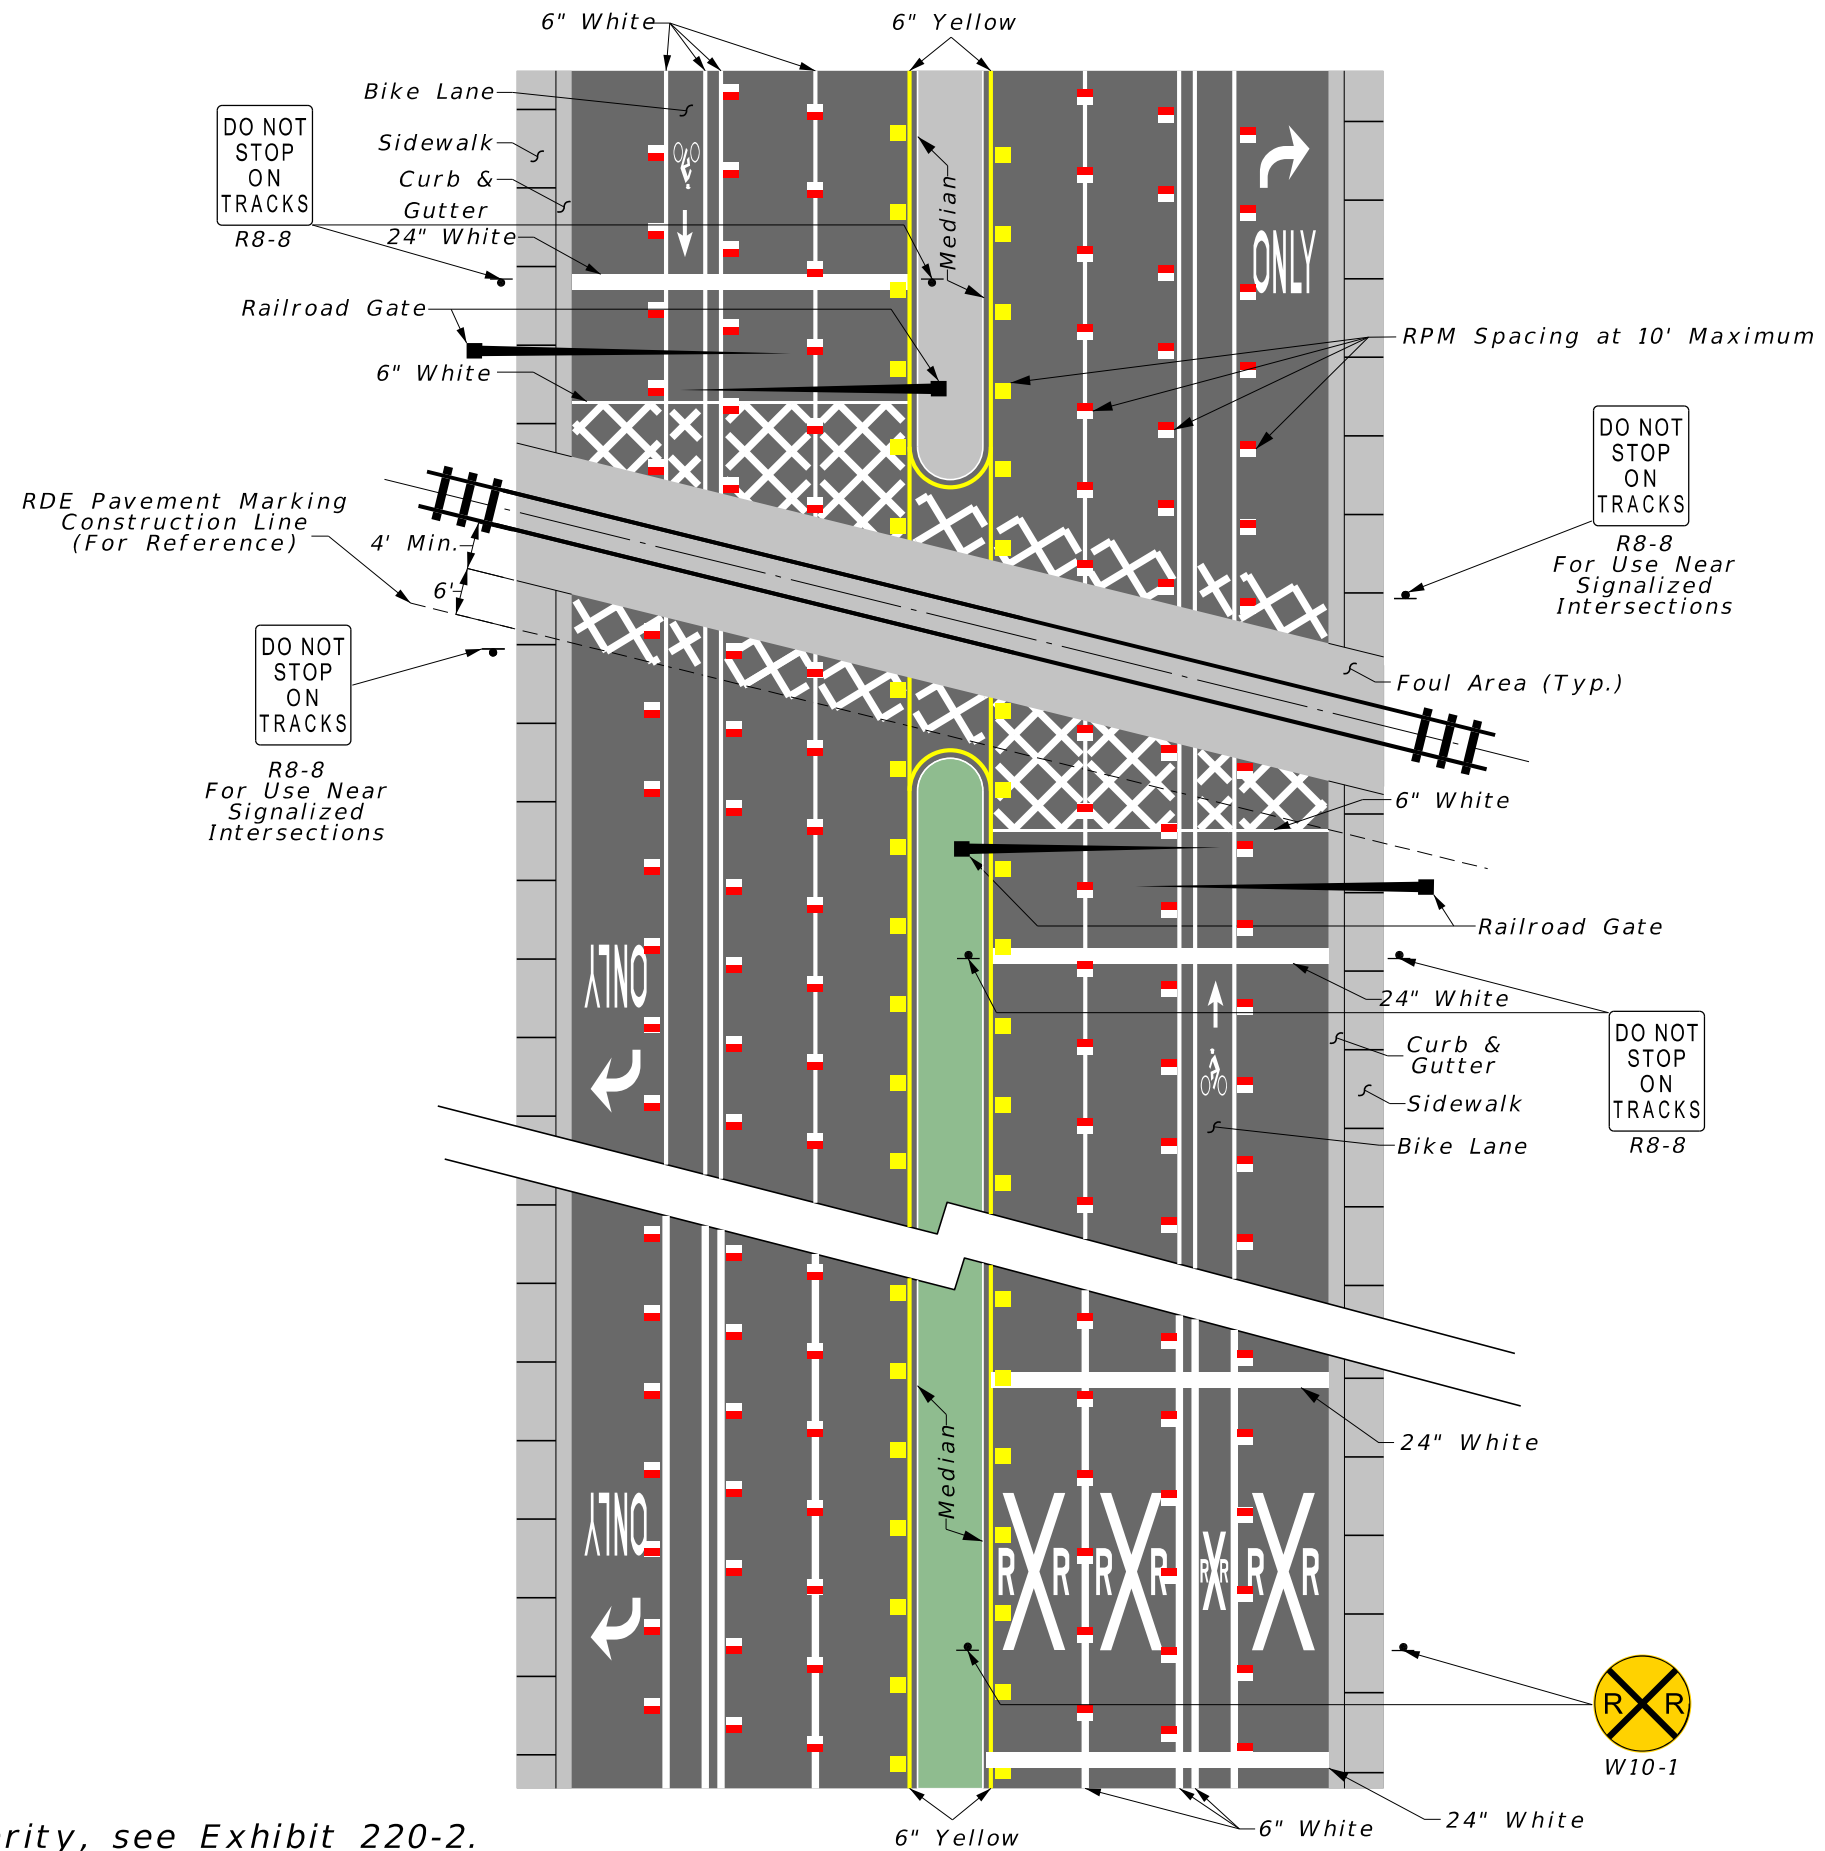 6" White
6" Yellow
Bike Lane
DO NOT
STOP
ON
TRACKS
R8-8
Sidewalk
Curb &
Gutter
24" White
Median
ONLY
Railroad Gate
6" White
RPM Spacing at 10' Maximum
DO NOT
STOP
ON
TRACKS
R8-8
For Use Near
Signalized
Intersections
RDE Pavement Marking
Construction Line
(For Reference)
4' Min.
6'
DO NOT
STOP
ON
TRACKS
R8-8
For Use Near
Signalized
Intersections
Foul Area (Typ.)
6" White
Railroad Gate
ONLY
24" White
DO NOT
STOP
ON
TRACKS
R8-8
Curb &
Gutter
Sidewalk
Bike Lane
24" White
Median
ONLY
R R
R R
R R
R R
R R
W10-1
24" White
6" White
6" Yellow
rity, see Exhibit 220-2.